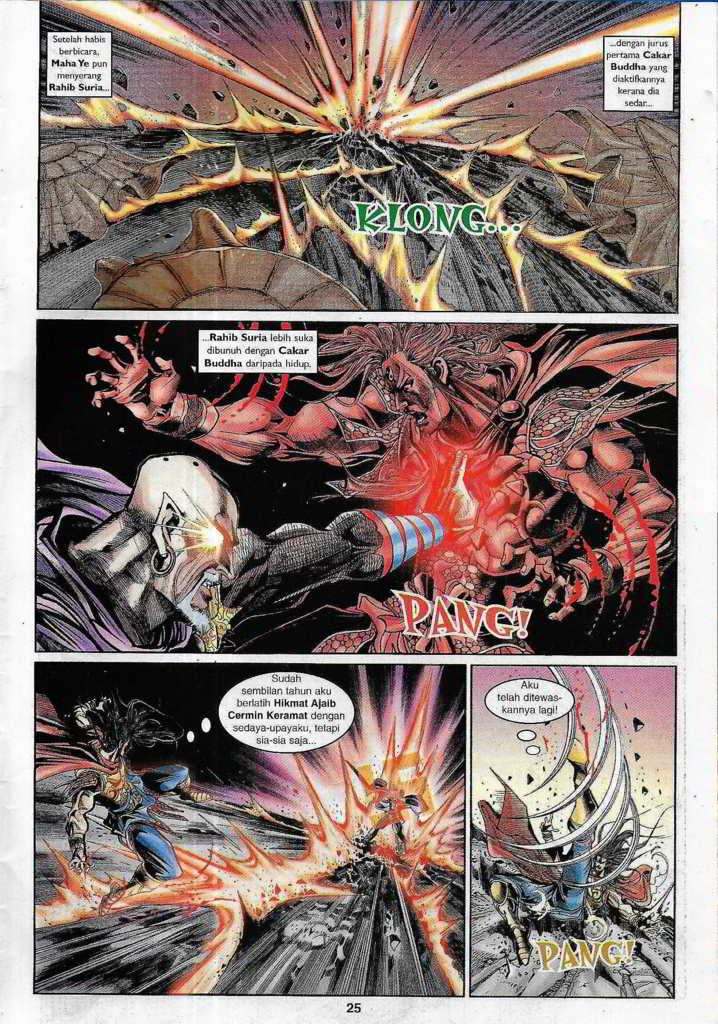 Setelah habis
berbicara,
Maha Ye pun
menyerang
Rahib Suria...
...dengan jurus
pertama Cakar
Buddha yang
diaktifkannya
kerana dia
sedar...
KLONG...
...Rahib Suria lebih suka
dibunuh dengan Cakar
Buddha daripada hidup.
PANG!
Sudah
sembilan tahun aku
berlatih Hikmat Ajaib
Cermin Keramat dengan
sedaya-upayaku, tetapi
sia-sia saja...
Aku
telah ditewas-
kannya lagi!
PANG!
25